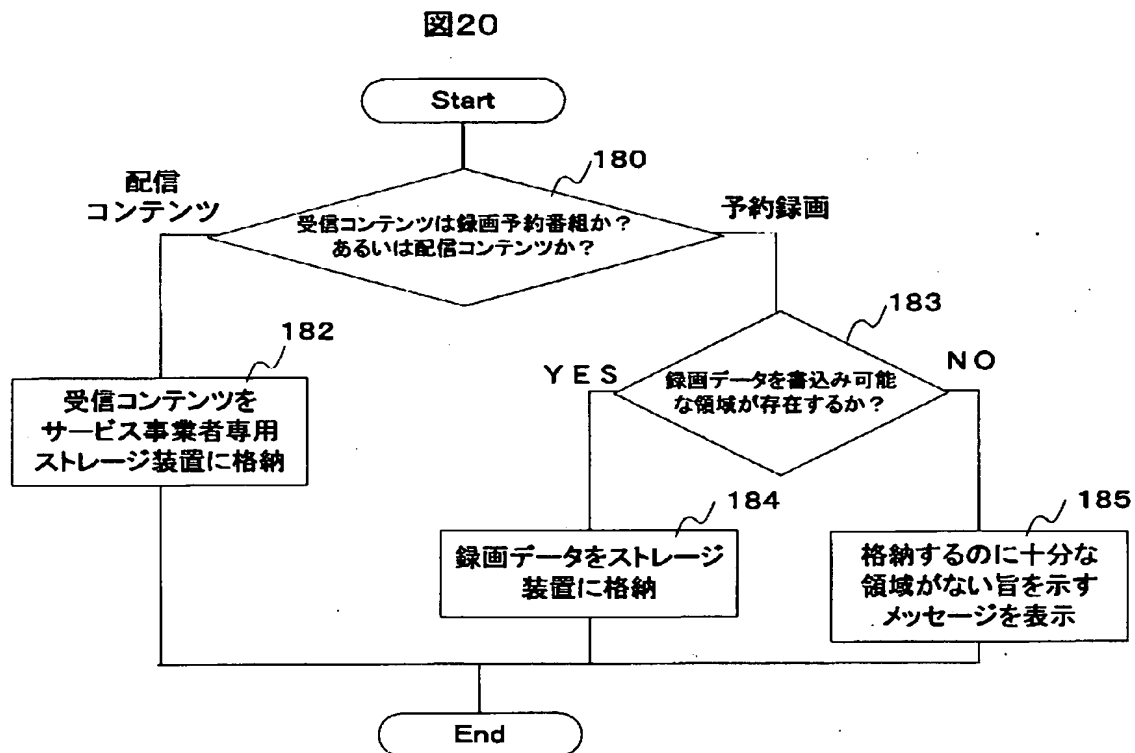 図20
Start
180
配信
コンテンツ
受信コンテンツは録画予約番組か？
あるいは配信コンテンツか？
予約録画
182
受信コンテンツを
サービス事業者専用
ストレージ装置に格納
183
YES
録画データを書込み可能
な領域が存在するか？
NO
184
録画データをストレージ
装置に格納
185
格納するのに十分な
領域がない旨を示す
メッセージを表示
End